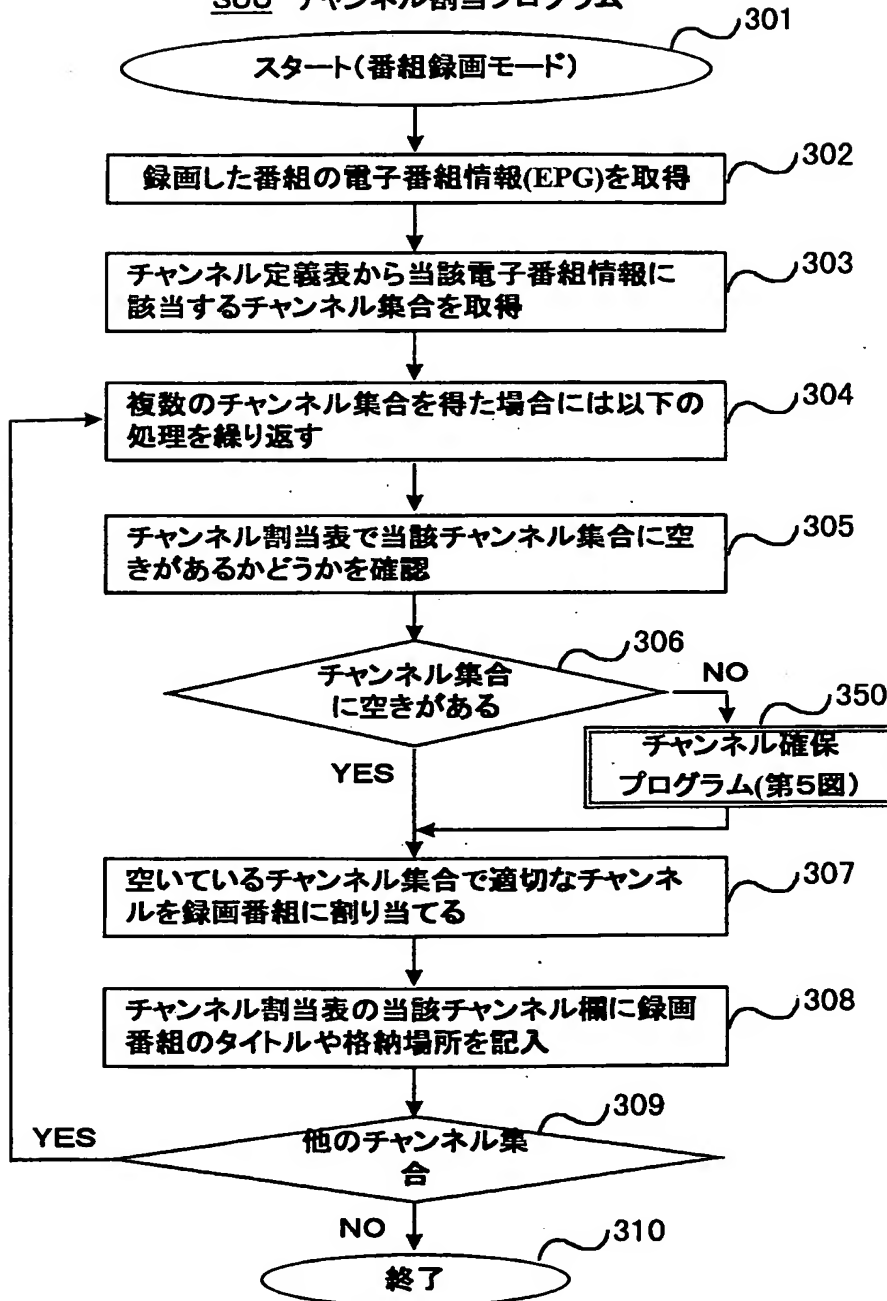 300 チャンネル割当プログラム
301
スタート(番組録画モード)
302
録画した番組の電子番組情報(EPG)を取得
303
チャンネル定義表から当該電子番組情報に
該当するチャンネル集合を取得
304
複数のチャンネル集合を得た場合には以下の
処理を繰り返す
305
チャンネル割当表で当該チャンネル集合に空
きがあるかどうかを確認
306
チャンネル集合
に空きがある
NO
350
チャンネル確保
プログラム(第5図)
YES
307
空いているチャンネル集合で適切なチャンネ
ルを録画番組に割り当てる
308
チャンネル割当表の当該チャンネル欄に録画
番組のタイトルや格納場所を記入
309
YES
他のチャンネル集
合
NO
310
終了